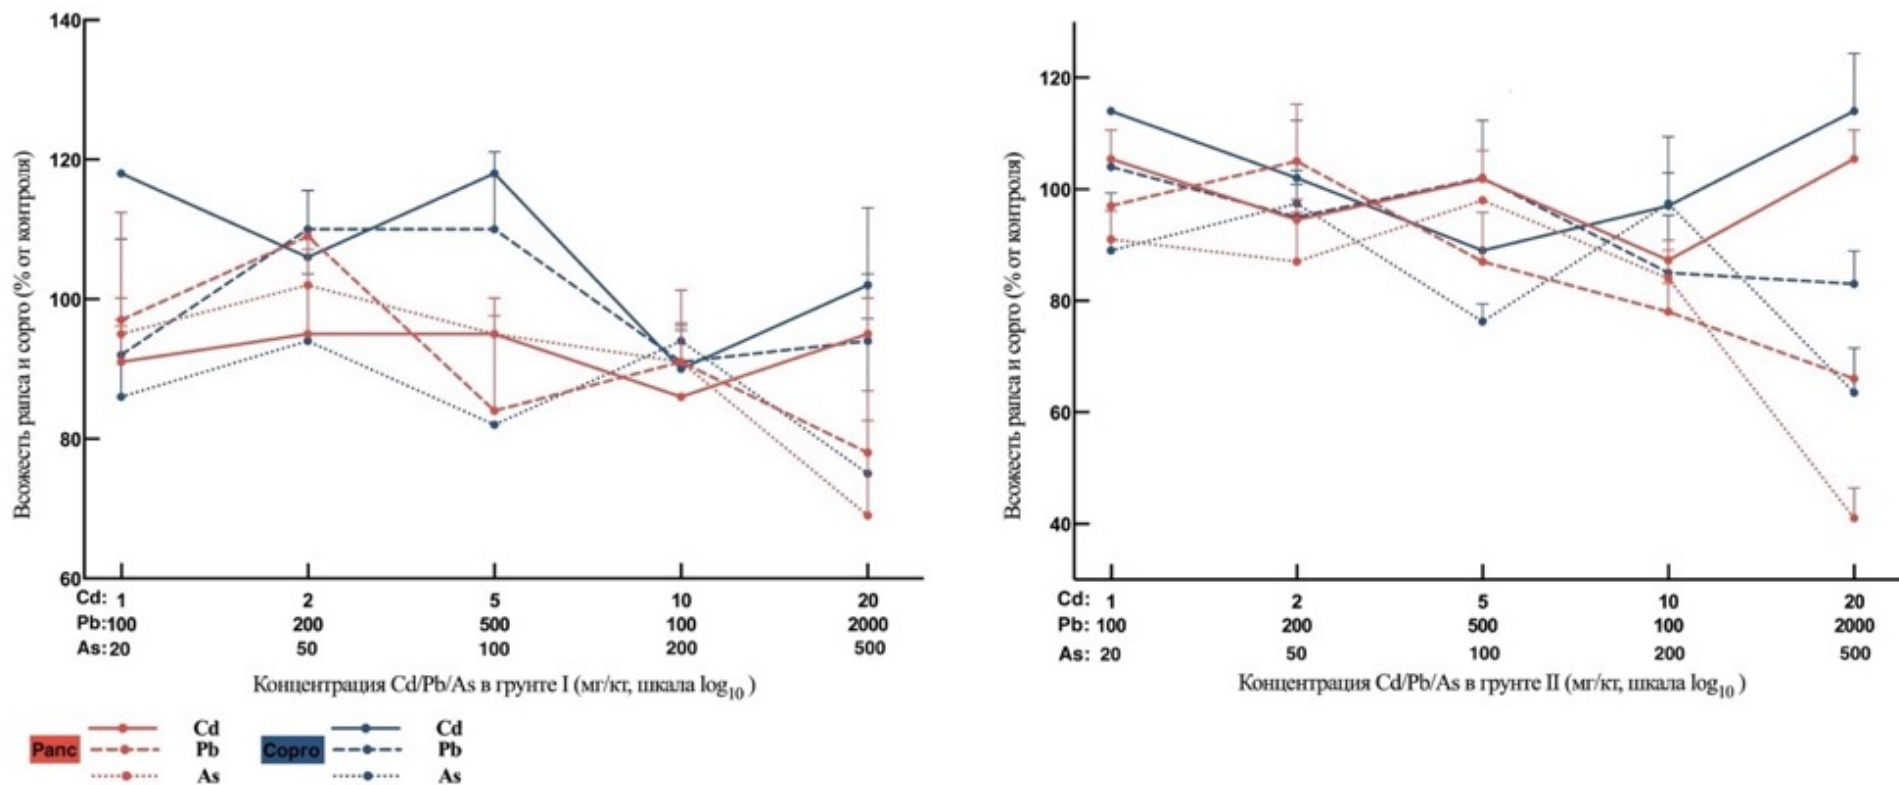 140
120
100
80
60
Всожесть рапса и сорго (% от контроля)
Cd: 1 2 5 10 20
Pb:100 200 500 100 2000
As:20 50 100 200 500
Концентрация Cd/Pb/As в грунте I (мг/кт, шкала log10)
120
100
80
60
40
Всожесть рапса и сорго (% от контроля)
Cd: 1 2 5 10 20
Pb: 100 200 500 100 2000
As: 20 50 100 200 500
Концентрация Cd/Pb/As в грунте II (мг/кт, шкала log10)
Рапс
Cd
Pb
As
Сорго
Cd
Pb
As